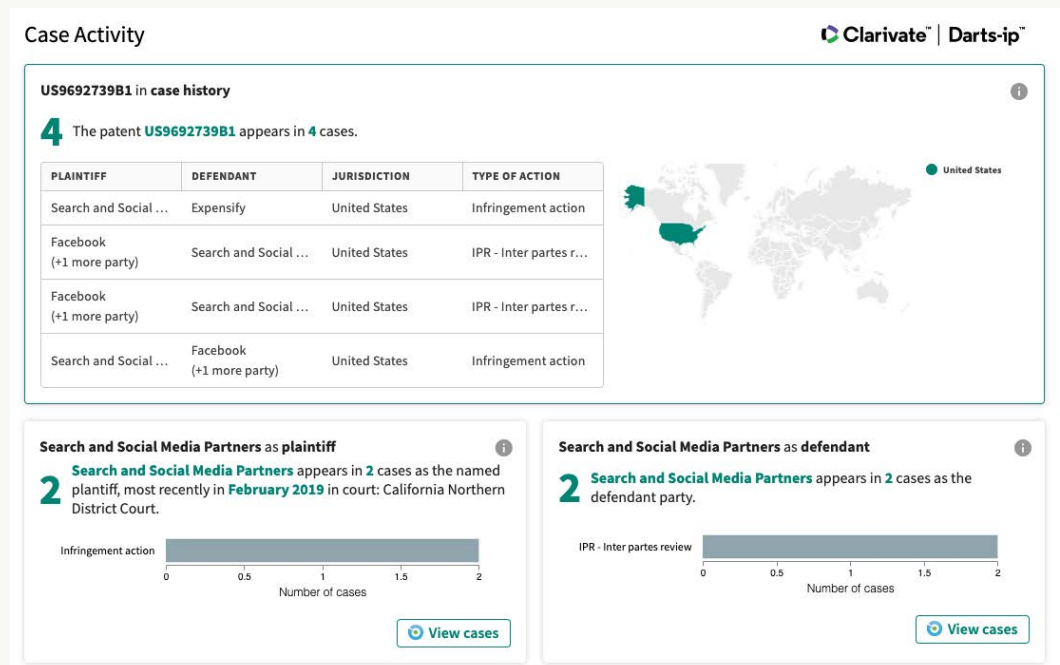 Case Activity
Clarivate™ | Darts-ip™
US9692739B1 in case history
4 The patent US9692739B1 appears in 4 cases.
PLAINTIFF DEFENDANT JURISDICTION TYPE OF ACTION
Search and Social ... Expensify United States Infringement action
Facebook
(+1 more party) Search and Social ... United States IPR - Inter partes r...
Facebook
(+1 more party) Search and Social ... United States IPR - Inter partes r...
Search and Social ... Facebook
(+1 more party) United States Infringement action
United States
Search and Social Media Partners as plaintiff
2 Search and Social Media Partners appears in 2 cases as the named
plantiff, most recently in February 2019 in court: California Northern
District Court.
Infringement action
0 0.5 1 1.5 2
Number of cases
View cases
Search and Social Media Partners as defendant
2 Search and Social Media Partners appears in 2 cases as the
defendant party.
IPR - Inter partes review
0 0.5 1 1.5 2
Number of cases
View cases